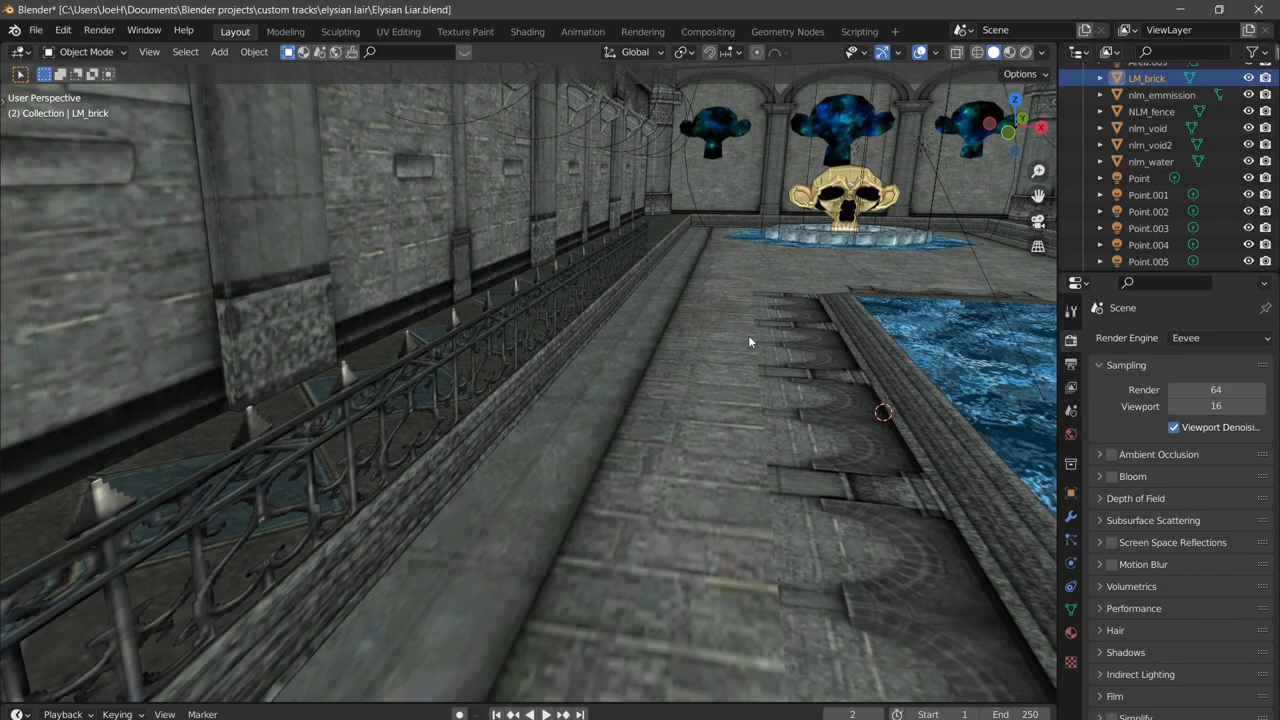 Blender* [C:\Users\JoeH\Documents\Blender projects\custom tracks\elysian lair\Elysian Liar.blend]
File Edit Render Window Help Layout Modeling Sculpting UV Editing Texture Paint Shading Animation Rendering Compositing Geometry Nodes Scripting + Scene ViewLayer
Object Mode View Select Add Object Global
Options
User Perspective
(2) Collection | LM_brick
Z
Y
X
Area.009
LM_brick
nlm_emmission
NLM_fence
nlm_void
nlm_void2
nlm_water
Point
Point.001
Point.002
Point.003
Point.004
Point.005
Scene
Render Engine Eevee
Sampling
Render 64
Viewport 16
Viewport Denoisi...
Ambient Occlusion
Bloom
Depth of Field
Subsurface Scattering
Screen Space Reflections
Motion Blur
Volumetrics
Performance
Hair
Shadows
Indirect Lighting
Film
Simplify
Playback Keying View Marker 2 Start 1 End 250